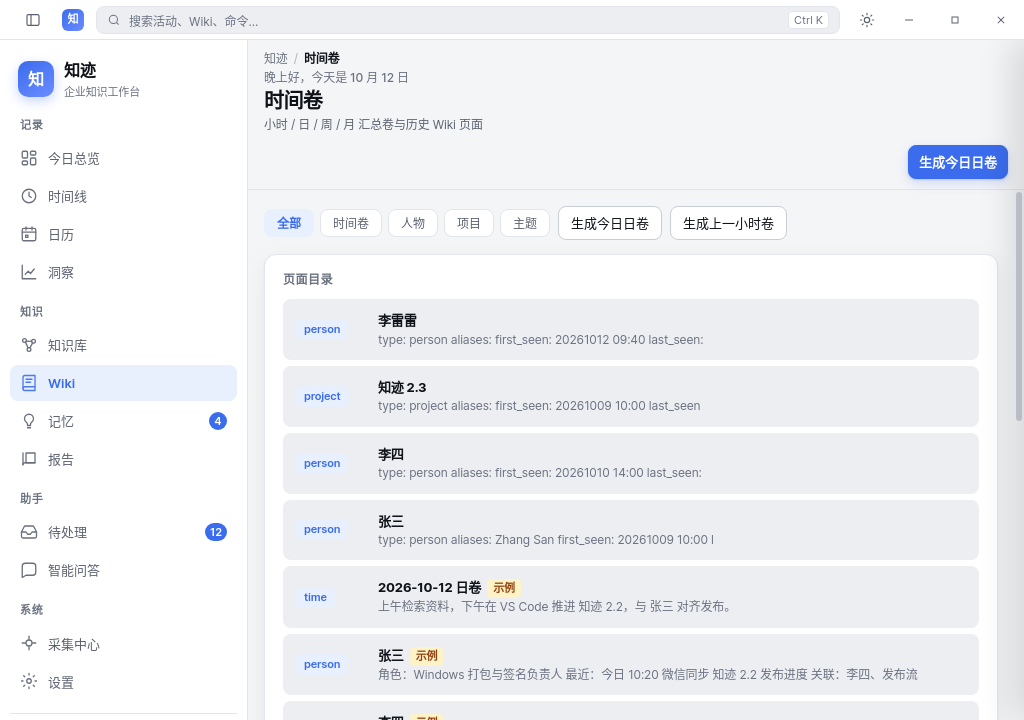 知
搜索活动、Wiki、命令...
Ctrl K
知
知迹
企业知识工作台
记录
今日总览
时间线
日历
洞察
知识
知识库
Wiki
记忆
4
报告
助手
待处理
12
智能问答
系统
采集中心
设置
知迹 / 时间卷
晚上好，今天是 10 月 12 日
时间卷
小时 / 日 / 周 / 月 汇总卷与历史 Wiki 页面
生成今日日卷
全部
时间卷
人物
项目
主题
生成今日日卷
生成上一小时卷
页面目录
person
李雷雷
type: person aliases: first_seen: 20261012 09:40 last_seen:
project
知迹 2.3
type: project aliases: first_seen: 20261009 10:00 last_seen
person
李四
type: person aliases: first_seen: 20261010 14:00 last_seen:
person
张三
type: person aliases: Zhang San first_seen: 20261009 10:00 l
time
2026-10-12 日卷 示例
上午检索资料，下午在 VS Code 推进 知迹 2.2，与 张三 对齐发布。
person
张三 示例
角色：Windows 打包与签名负责人 最近：今日 10:20 微信同步 知迹 2.2 发布进度 关联：李四、发布流
李四 示例